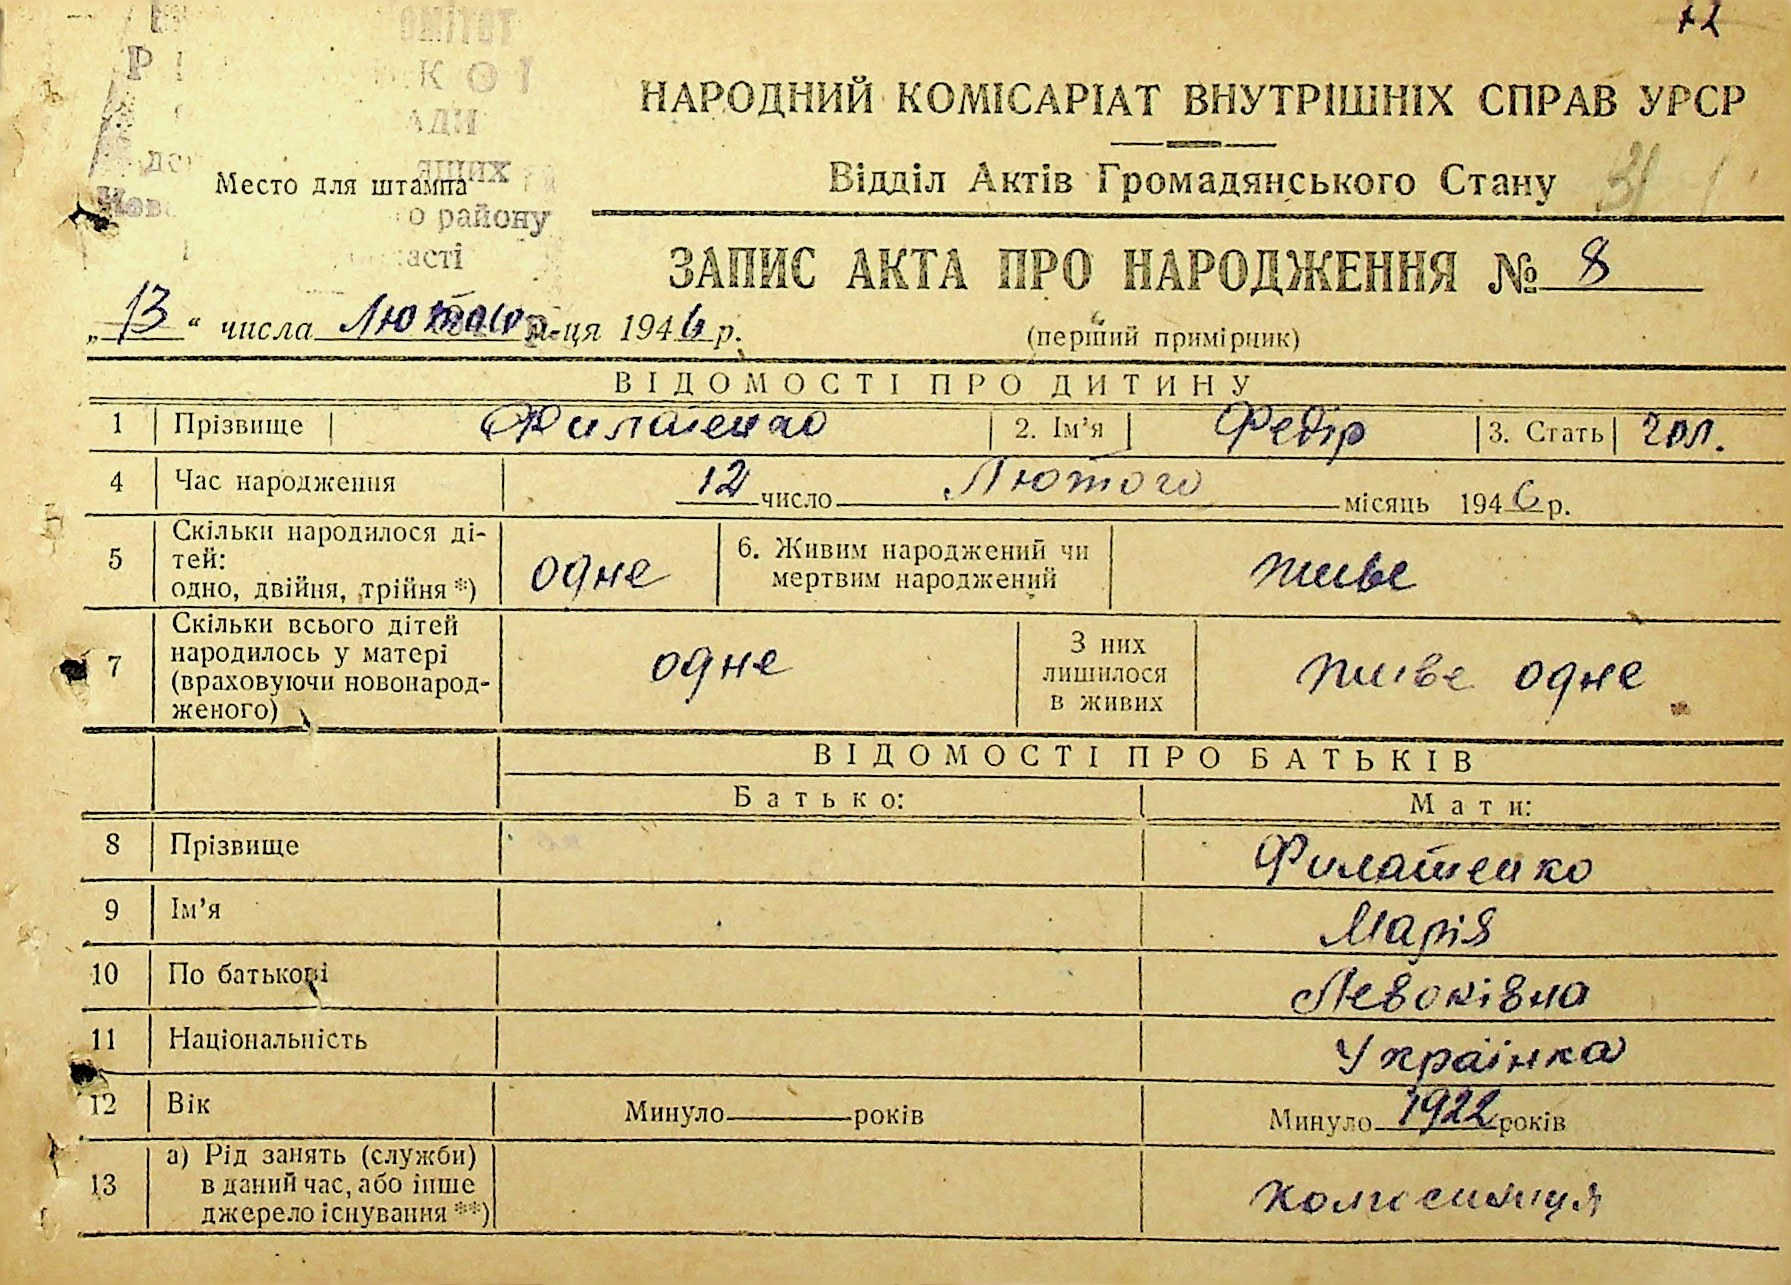 НАРОДНИЙ КОМІСАРІАТ ВНУТРІШНІХ СПРАВ УРСР
Відділ Актів Громадянського Стану
Место для штампа
о району
ЗАПИС АКТА ПРО НАРОДЖЕННЯ № 8
„13“ числа Лютого м-ця 1946 р.
(перший примірник)
ВІДОМОСТІ ПРО ДИТИНУ
1 Прізвище Филатенко 2. Ім’я Федір 3. Стать чол.
4 Час народження 12 число Лютого місяць 1946 р.
5 Скільки народилося ді-
тей:
одно, двійня, трійня *) одне 6. Живим народжений чи
мертвим народжений живе
7 Скільки всього дітей
народилось у матері
(враховуючи новонарод-
женого) одне З них
лишилося
в живих живе одне
ВІДОМОСТІ ПРО БАТЬКІВ
Батько: Мати:
8 Прізвище Филатенко
9 Ім’я Марія
10 По батькові
11 Національність Українка
12 Вік Минуло років Минуло 1922 років
13 а) Рід занять (служби)
в даний час, або інше
джерело існування **)